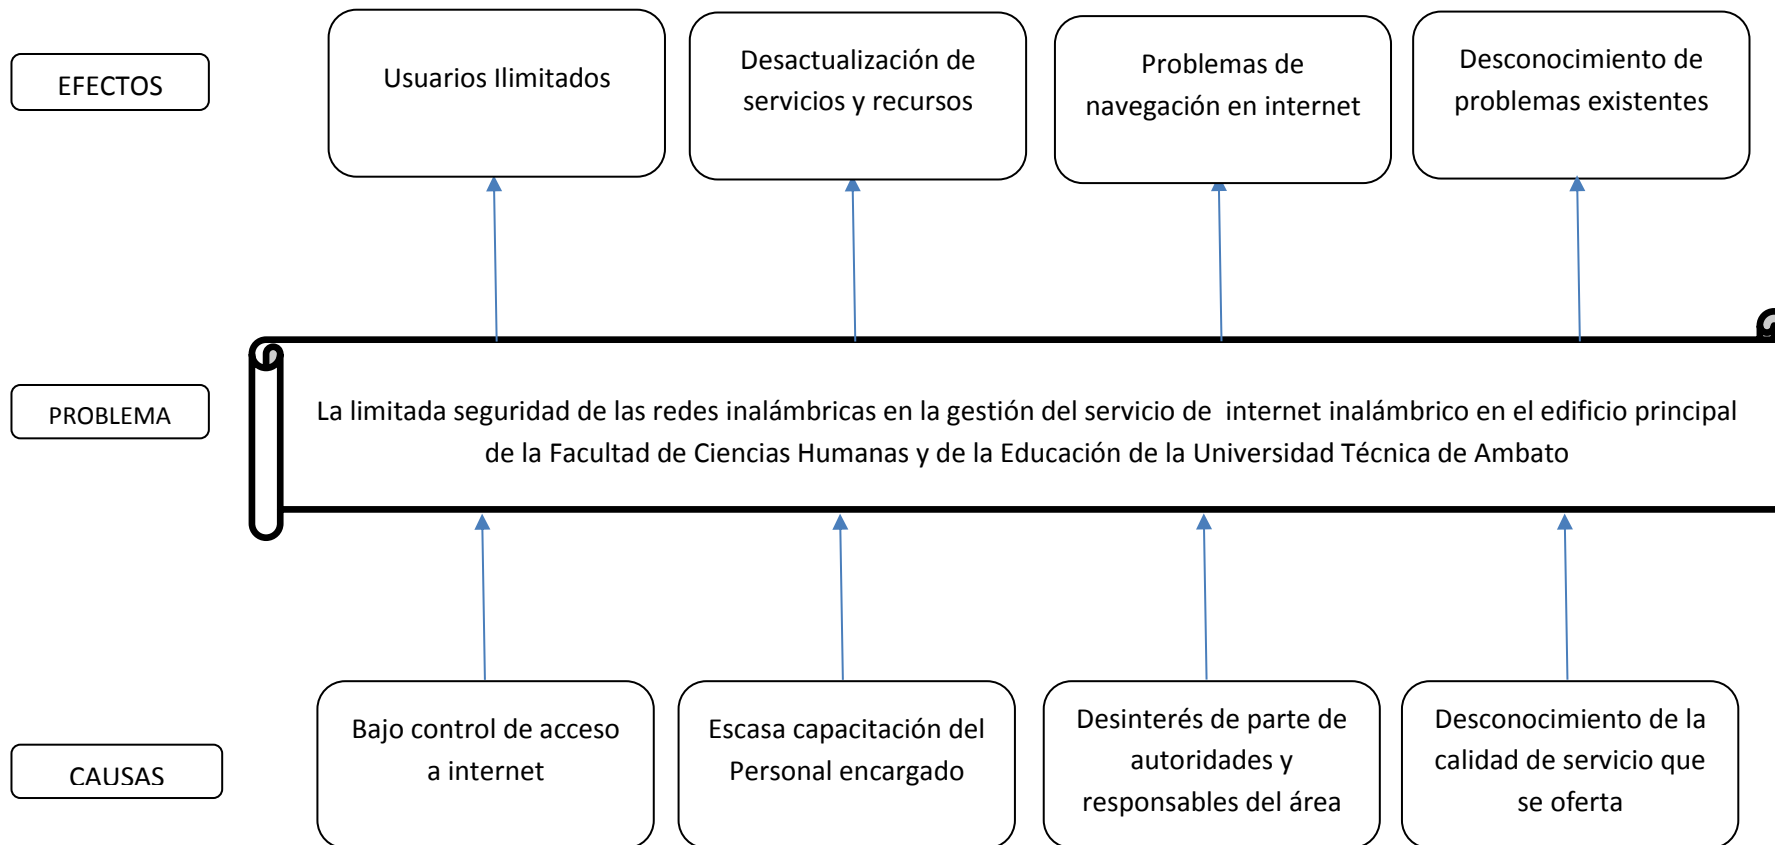 EFECTOS
Usuarios Ilimitados
Desactualización de
servicios y recursos
Problemas de
navegación en internet
Desconocimiento de
problemas existentes
PROBLEMA
La limitada seguridad de las redes inalámbricas en la gestión del servicio de  internet inalámbrico en el edificio principal
de la Facultad de Ciencias Humanas y de la Educación de la Universidad Técnica de Ambato
CAUSAS
Bajo control de acceso
a internet
Escasa capacitación del
Personal encargado
Desinterés de parte de
autoridades y
responsables del área
Desconocimiento de la
calidad de servicio que
se oferta